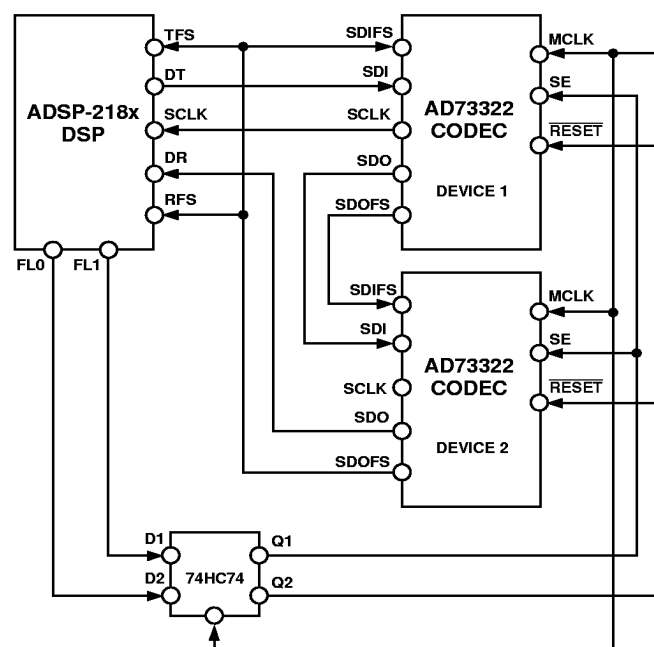 TFS
SDIFS
MCLK
DT
SDI
SE
ADSP-218x
DSP
SCLK
SCLK
AD73322
CODEC
RESET
DR
SDO
DEVICE 1
RFS
SDOFS
FL0
FL1
SDIFS
MCLK
SDI
SE
AD73322
CODEC
SCLK
RESET
SDO
DEVICE 2
SDOFS
D1
Q1
D2
74HC74
Q2